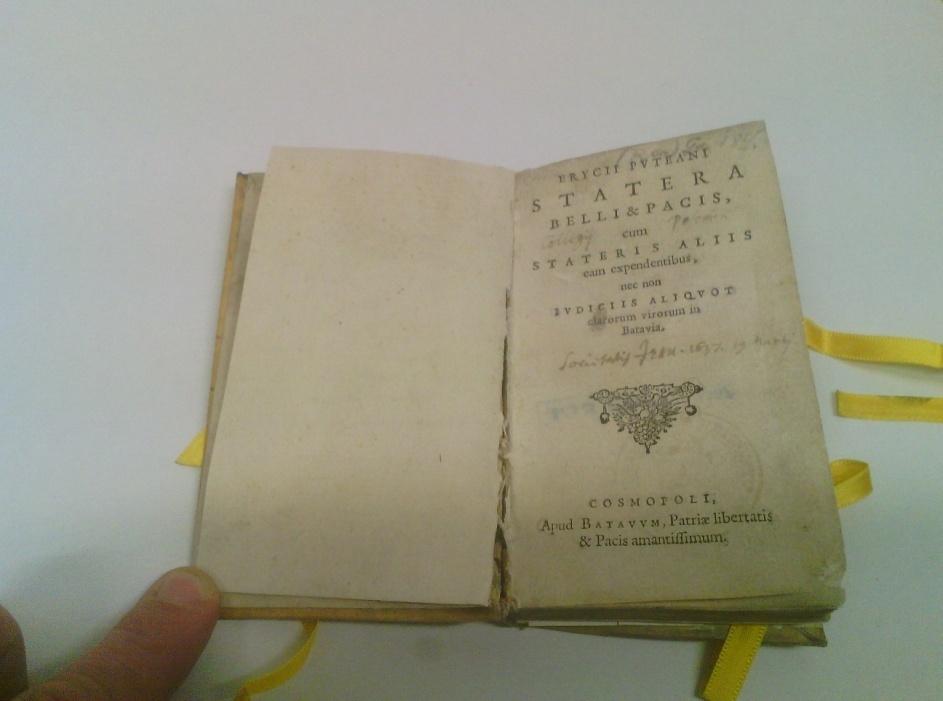 ERYCII PVTEANI
STATERA
BELLI & PACIS,
cum
STATERIS ALIIS
eam expendentibus,
nec non
IVDICIIS ALIQVOT
clarorum virorum in
Batavia.
Societatis
COSMOPOLI,
Apud BATAVVM, Patriæ libertatis
& Pacis amantissimum.